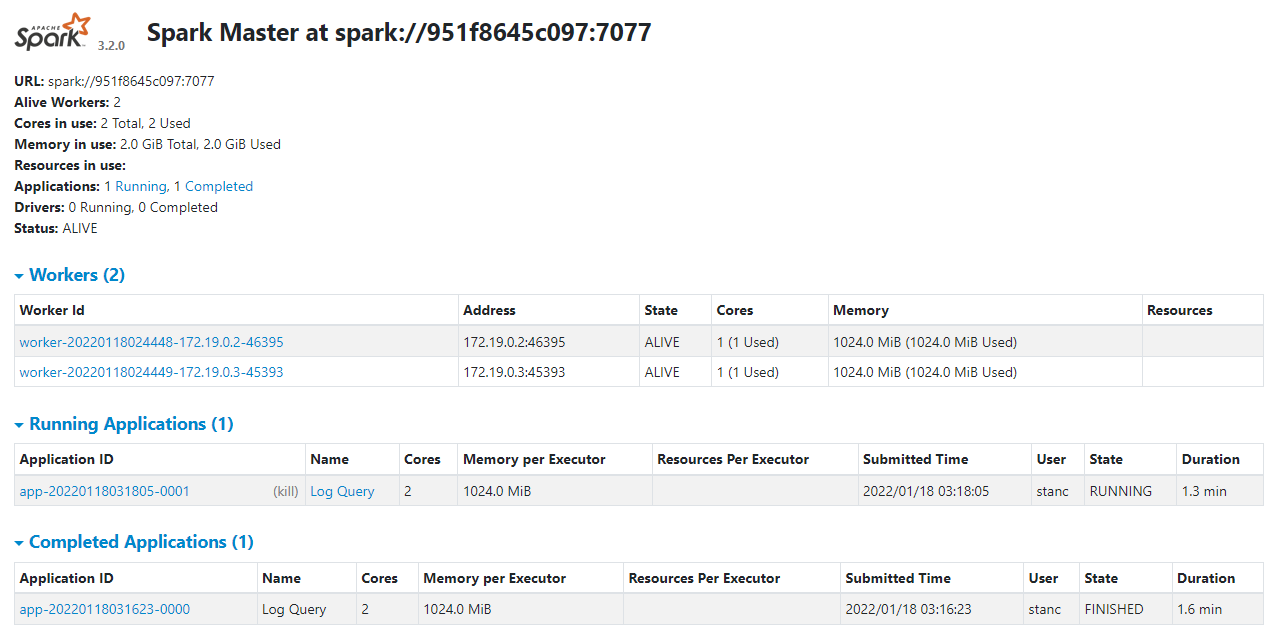 APACHE
Spark 3.2.0 Spark Master at spark://951f8645c097:7077
URL: spark://951f8645c097:7077
Alive Workers: 2
Cores in use: 2 Total, 2 Used
Memory in use: 2.0 GiB Total, 2.0 GiB Used
Resources in use:
Applications: 1 Running, 1 Completed
Drivers: 0 Running, 0 Completed
Status: ALIVE
Workers (2)
Worker Id Address State Cores Memory Resources
worker-20220118024448-172.19.0.2-46395 172.19.0.2:46395 ALIVE 1 (1 Used) 1024.0 MiB (1024.0 MiB Used)
worker-20220118024449-172.19.0.3-45393 172.19.0.3:45393 ALIVE 1 (1 Used) 1024.0 MiB (1024.0 MiB Used)
Running Applications (1)
Application ID Name Cores Memory per Executor Resources Per Executor Submitted Time User State Duration
app-20220118031805-0001 (kill) Log Query 2 1024.0 MiB 2022/01/18 03:18:05 stanc RUNNING 1.3 min
Completed Applications (1)
Application ID Name Cores Memory per Executor Resources Per Executor Submitted Time User State Duration
app-20220118031623-0000 Log Query 2 1024.0 MiB 2022/01/18 03:16:23 stanc FINISHED 1.6 min